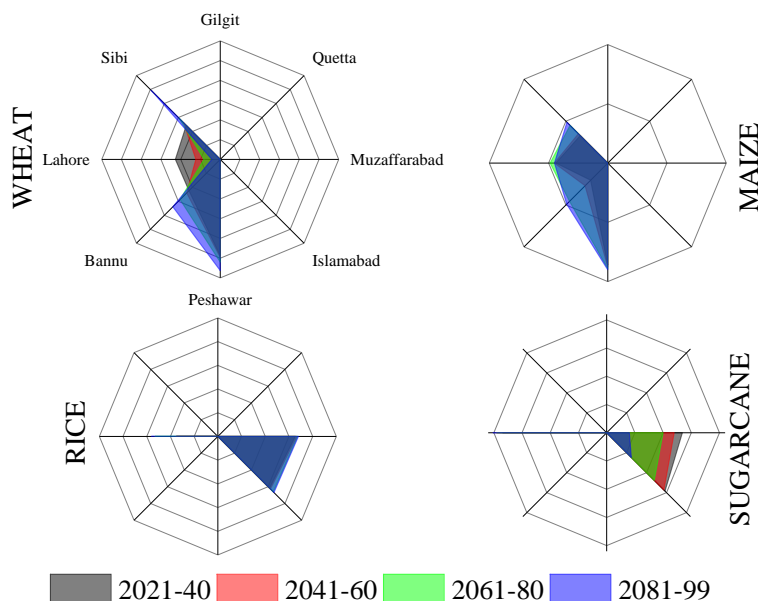 Gilgit
Sibi
Quetta
WHEAT
Lahore
Muzaffarabad
MAIZE
Bannu
Islamabad
Peshawar
RICE
SUGARCANE
2021-40
2041-60
2061-80
2081-99